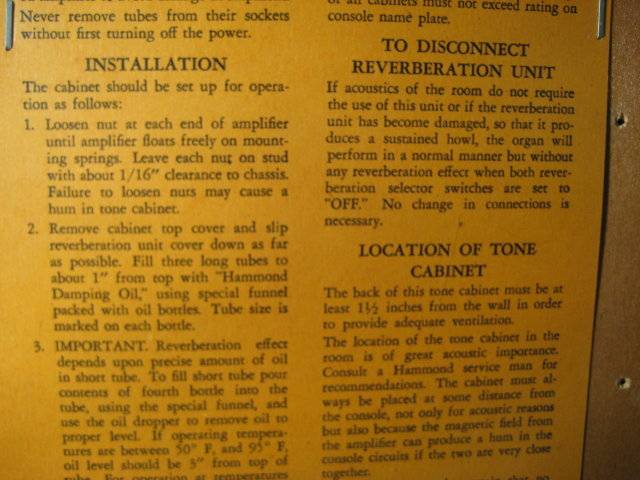 Never remove tubes from their sockets
without first turning off the power.
INSTALLATION
The cabinet should be set up for opera-
tion as follows:
1. Loosen nut at each end of amplifier
until amplifier floats freely on mount-
ing springs. Leave each nut on stud
with about 1/16" clearance to chassis.
Failure to loosen nuts may cause a
hum in tone cabinet.
2. Remove cabinet top cover and slip
reverberation unit cover down as far
as possible. Fill three long tubes to
about 1" from top with "Hammond
Damping Oil," using special funnel
packed with oil bottles. Tube size is
marked on each bottle.
3. IMPORTANT. Reverberation effect
depends upon precise amount of oil
in short tube. To fill short tube pour
contents of fourth bottle into the
tube, using the special funnel, and
use the oil dropper to remove oil to
proper level. If operating tempera-
tures are between 50° F, and 95° F,
oil level should be 3" from top of
tube. For operation at temperatures
of all cabinets must not exceed rating on
console name plate.
TO DISCONNECT
REVERBERATION UNIT
If acoustics of the room do not require
the use of this unit or if the reverberation
unit has become damaged, so that it pro-
duces a sustained howl, the organ will
perform in a normal manner but without
any reverberation effect when both rever-
beration selector switches are set to
"OFF." No change in connections is
necessary.
LOCATION OF TONE
CABINET
The back of this tone cabinet must be at
least 1½ inches from the wall in order
to provide adequate ventilation.
The location of the tone cabinet in the
room is of great acoustic importance.
Consult a Hammond service man for
recommendations. The cabinet must al-
ways be placed at some distance from
the console, not only for acoustic reasons
but also because the magnetic field from
the amplifier can produce a hum in the
console circuits if the two are very close
together.